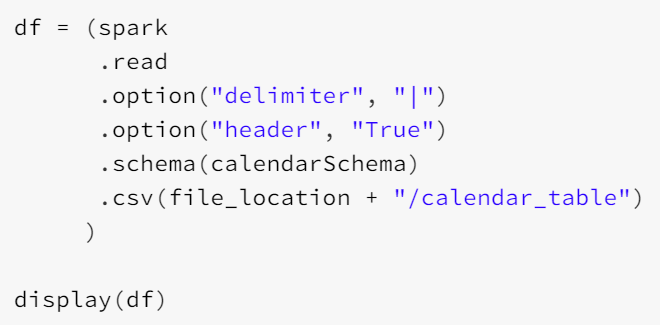 df = (spark
      .read
      .option("delimiter", "|")
      .option("header", "True")
      .schema(calendarSchema)
      .csv(file_location + "/calendar_table")
     )

display(df)